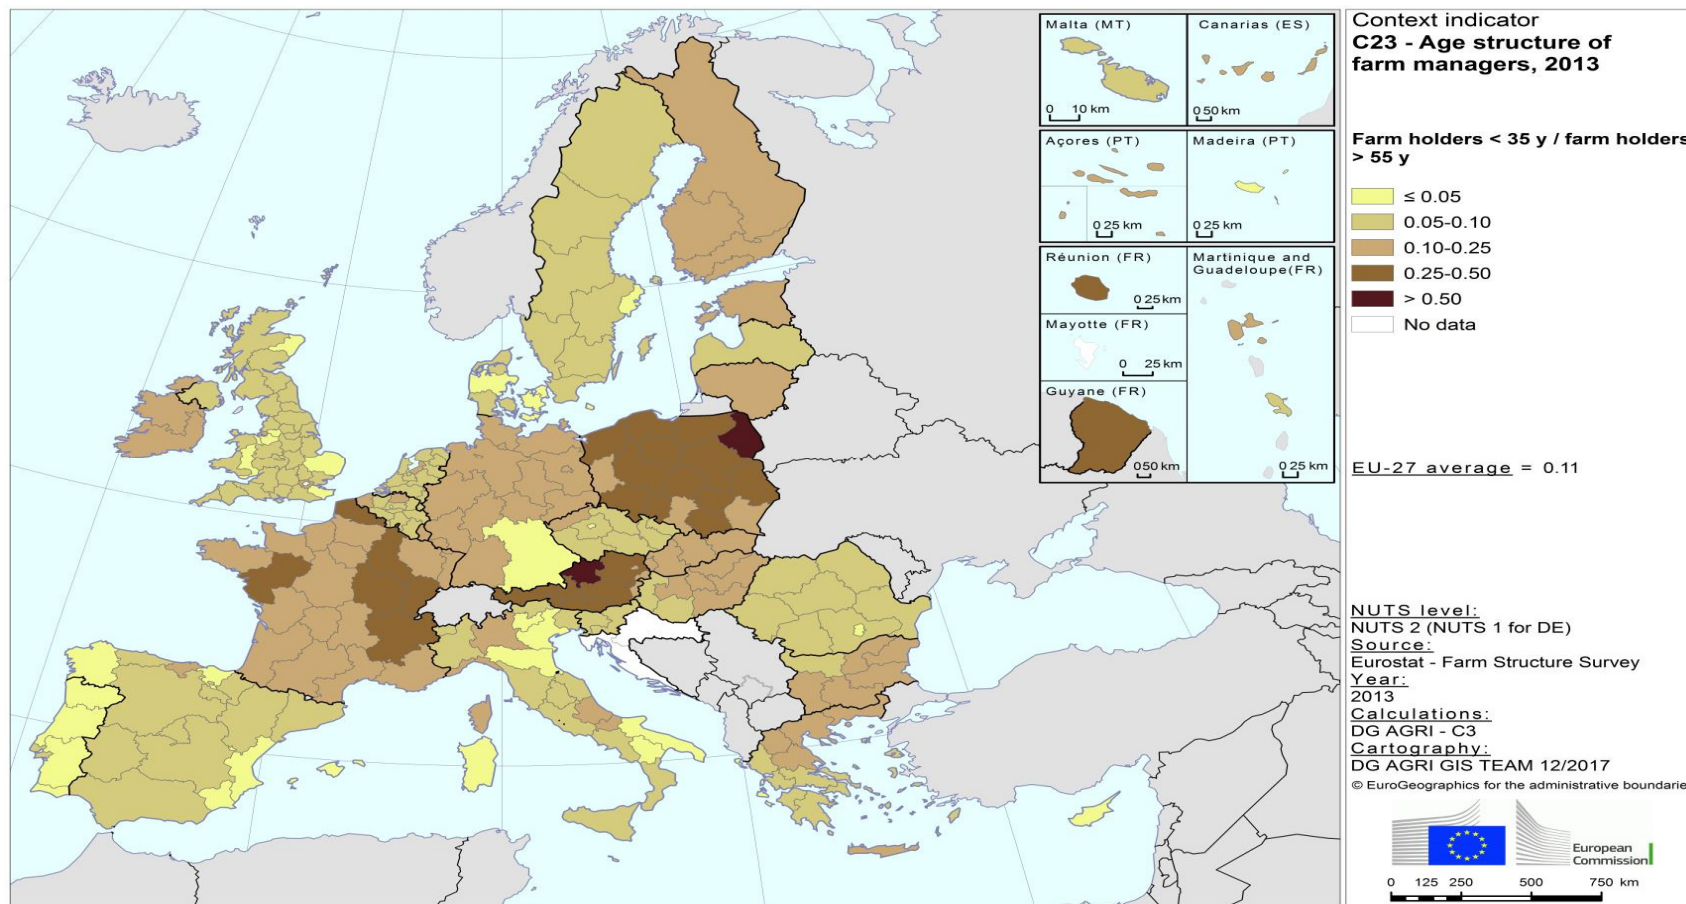 Malta (MT)
0 10 km
Canarias (ES)
0 50 km
Açores (PT)
0 25 km
Madeira (PT)
0 25 km
Réunion (FR)
0 25 km
Martinique and
Guadeloupe(FR)
0 25 km
Mayotte (FR)
0 25 km
Guyane (FR)
0 50 km
Context indicator
C23 - Age structure of
farm managers, 2013
Farm holders < 35 y / farm holders
> 55 y
≤ 0.05
0.05-0.10
0.10-0.25
0.25-0.50
> 0.50
No data
EU-27 average = 0.11
NUTS level:
NUTS 2 (NUTS 1 for DE)
Source:
Eurostat - Farm Structure Survey
Year:
2013
Calculations:
DG AGRI - C3
Cartography:
DG AGRI GIS TEAM 12/2017
© EuroGeographics for the administrative boundarie
European
Commission
0 125 250 500 750 km